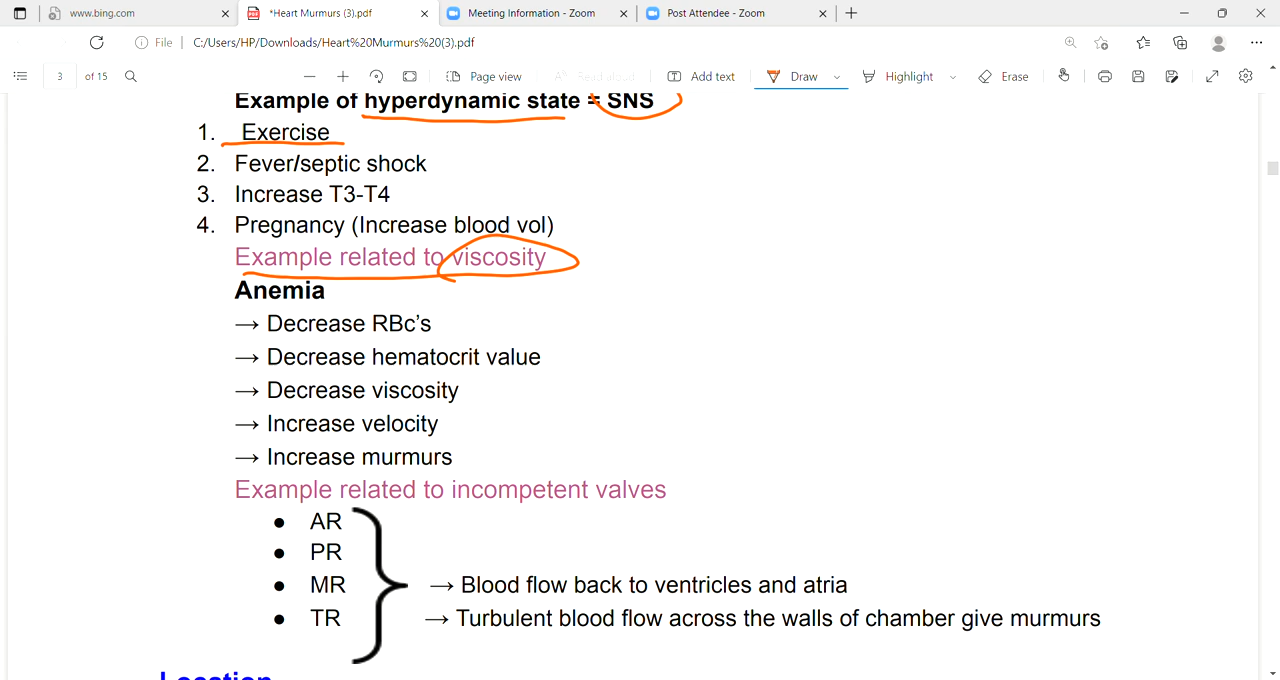 www.bing.com
*Heart Murmurs (3).pdf
Meeting Information - Zoom
Post Attendee - Zoom
File
C:/Users/HP/Downloads/Heart%20Murmurs%20(3).pdf
3 of 15
Page view
Read aloud
Add text
Draw
Highlight
Erase
Example of hyperdynamic state = SNS
1. Exercise
2. Fever/septic shock
3. Increase T3-T4
4. Pregnancy (Increase blood vol)
Example related to viscosity
Anemia
→ Decrease RBc’s
→ Decrease hematocrit value
→ Decrease viscosity
→ Increase velocity
→ Increase murmurs
Example related to incompetent valves
● AR
● PR
● MR → Blood flow back to ventricles and atria
● TR → Turbulent blood flow across the walls of chamber give murmurs
Location